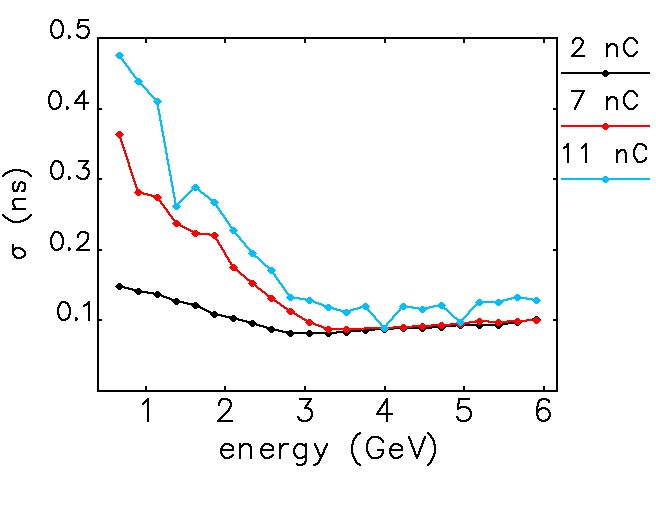 0.5
0.4
0.3
0.2
0.1
σ (ns)
1 2 3 4 5 6
energy (GeV)
2 nC
7 nC
11 nC